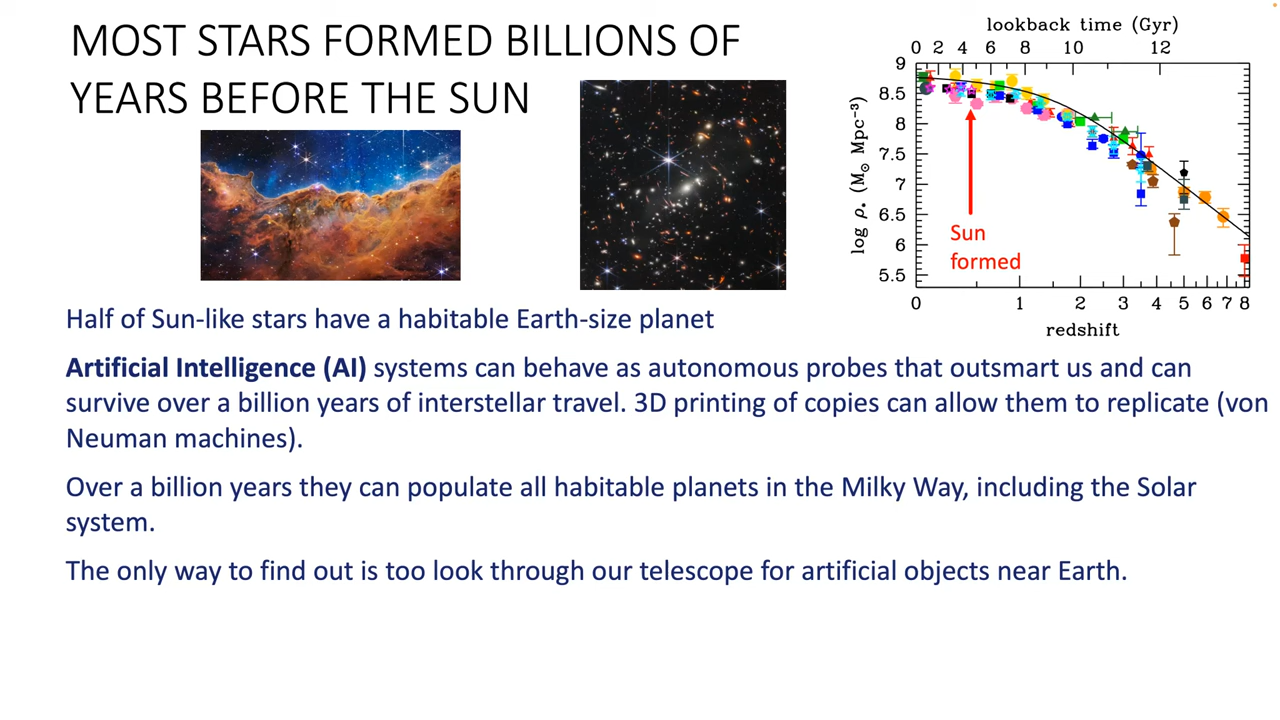 MOST STARS FORMED BILLIONS OF
YEARS BEFORE THE SUN
lookback time (Gyr)
0 2 4 6 8 10 12
log ρ* (M⊙ Mpc⁻³)
9
8.5
8
7.5
7
6.5
6
5.5
Sun
formed
0 1 2 3 4 5 6 7 8
redshift
Half of Sun-like stars have a habitable Earth-size planet
Artificial Intelligence (AI) systems can behave as autonomous probes that outsmart us and can
survive over a billion years of interstellar travel. 3D printing of copies can allow them to replicate (von
Neuman machines).
Over a billion years they can populate all habitable planets in the Milky Way, including the Solar
system.
The only way to find out is too look through our telescope for artificial objects near Earth.